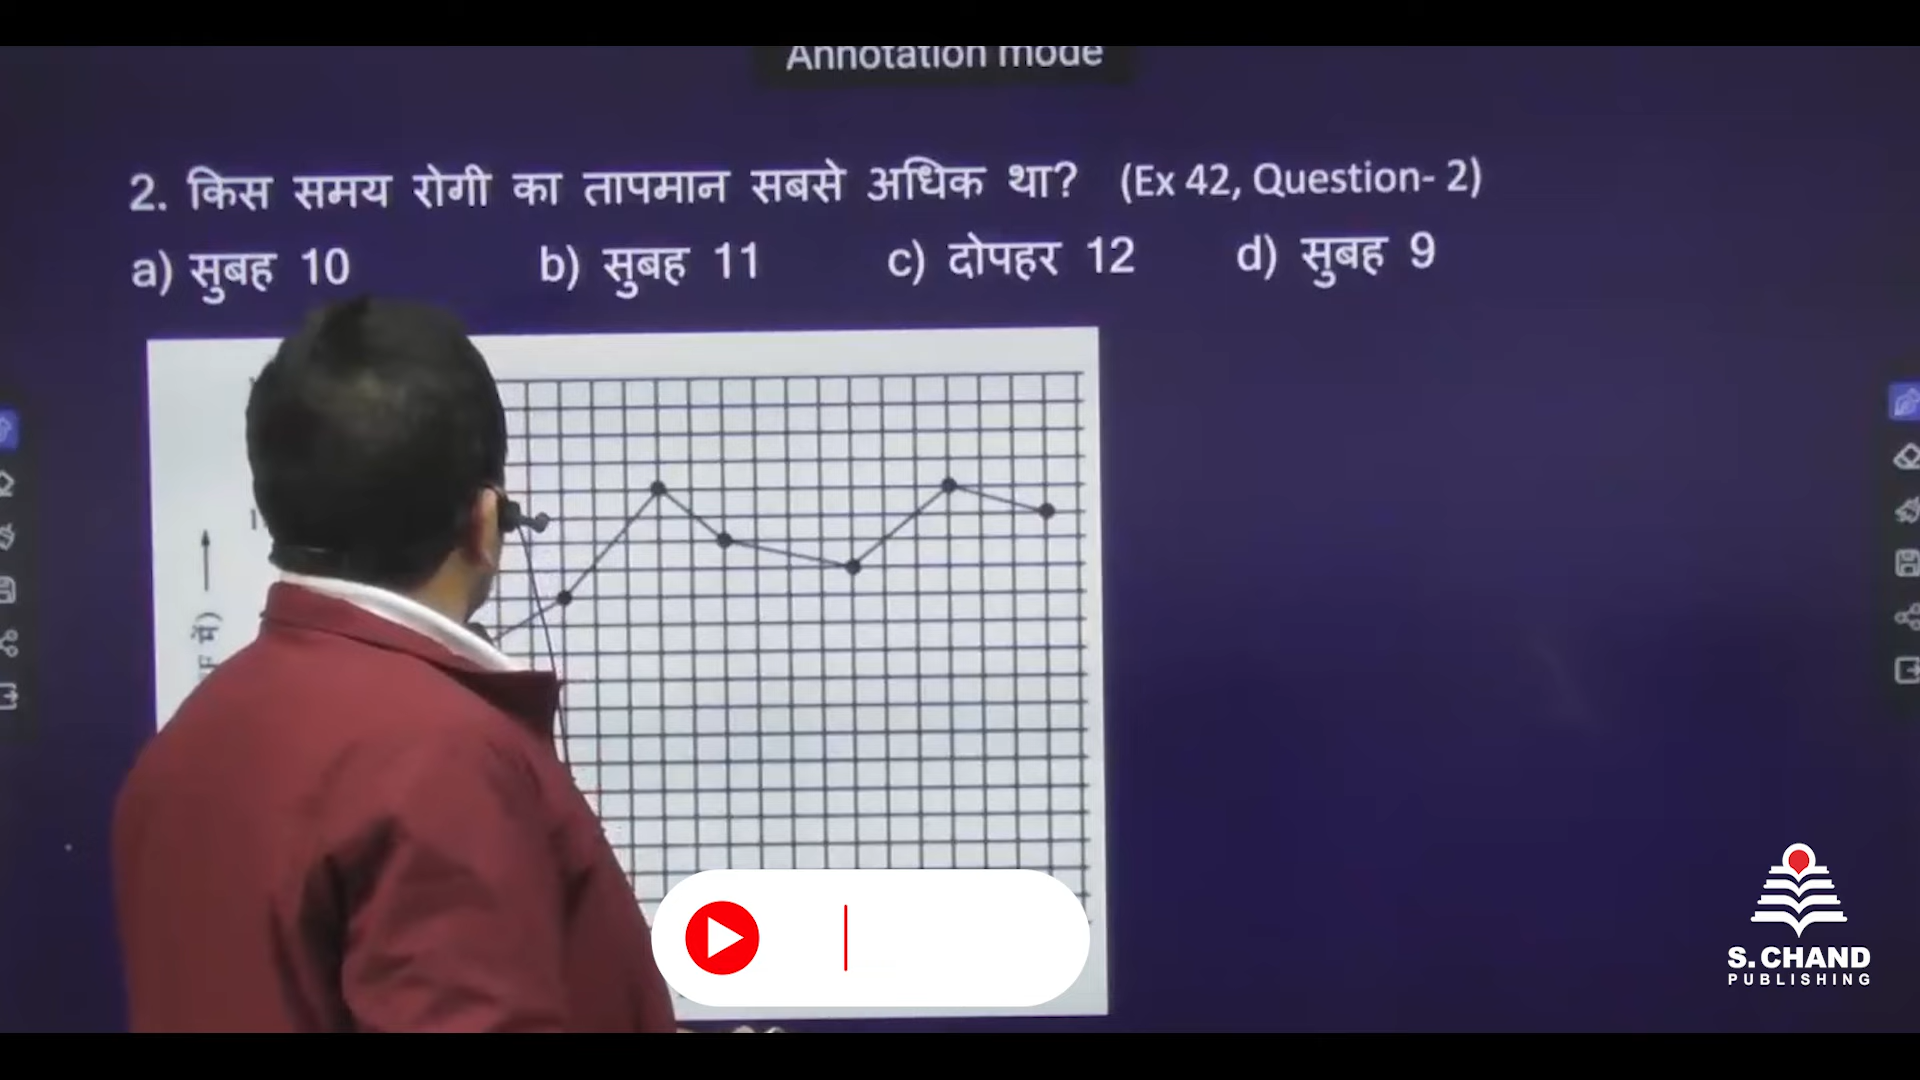 Annotation mode
2. किस समय रोगी का तापमान सबसे अधिक था? (Ex 42, Question- 2)
a) सुबह 10 b) सुबह 11 c) दोपहर 12 d) सुबह 9
F में)
S. CHAND
PUBLISHING